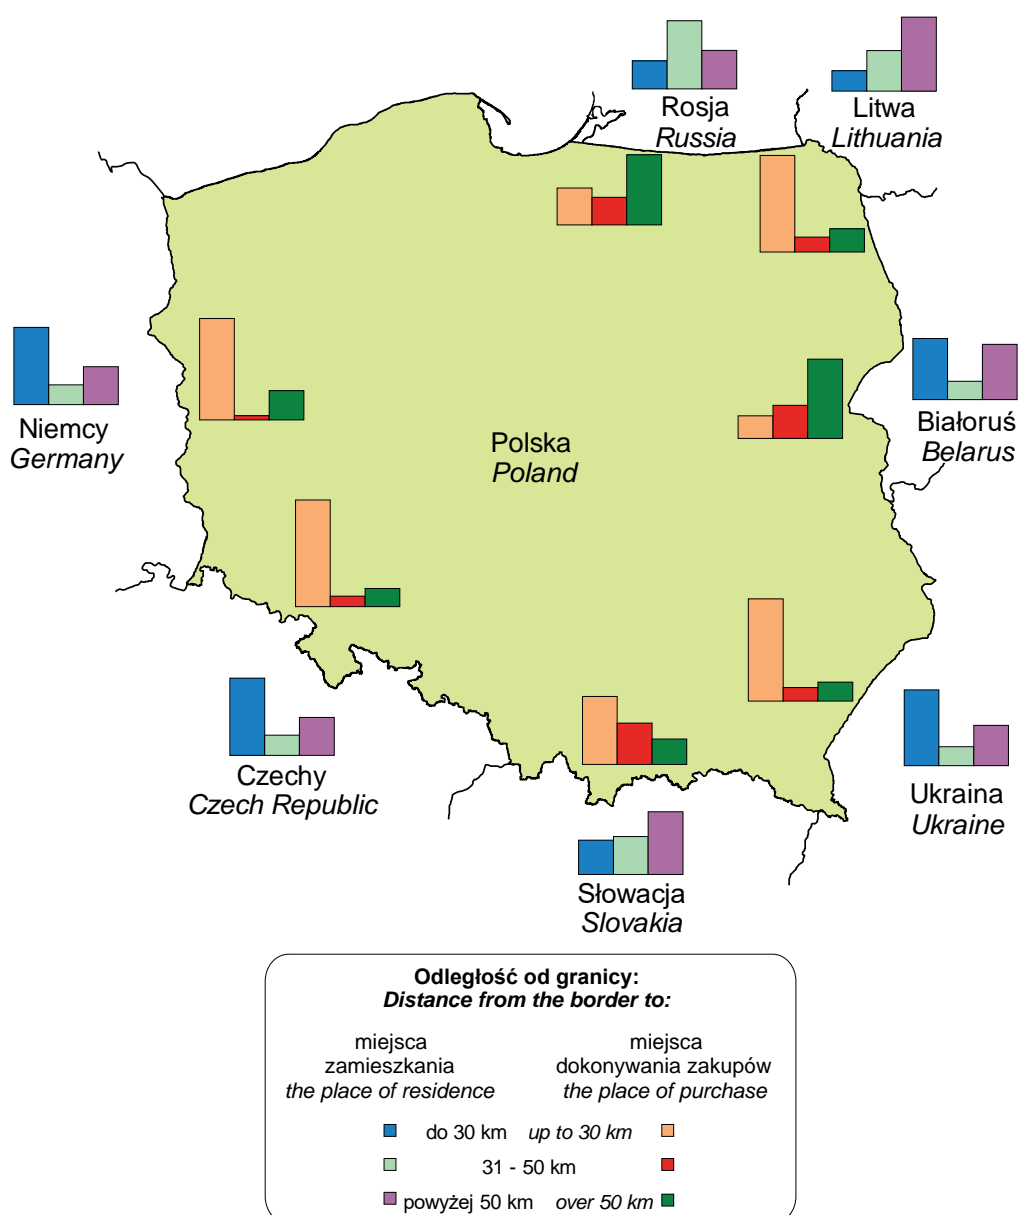 Rosja
Russia
Litwa
Lithuania
Niemcy
Germany
Polska
Poland
Białoruś
Belarus
Czechy
Czech Republic
Ukraina
Ukraine
Słowacja
Slovakia
Odległość od granicy:
Distance from the border to:
miejsca
zamieszkania
the place of residence
miejsca
dokonywania zakupów
the place of purchase
do 30 km up to 30 km
31 - 50 km
powyżej 50 km over 50 km